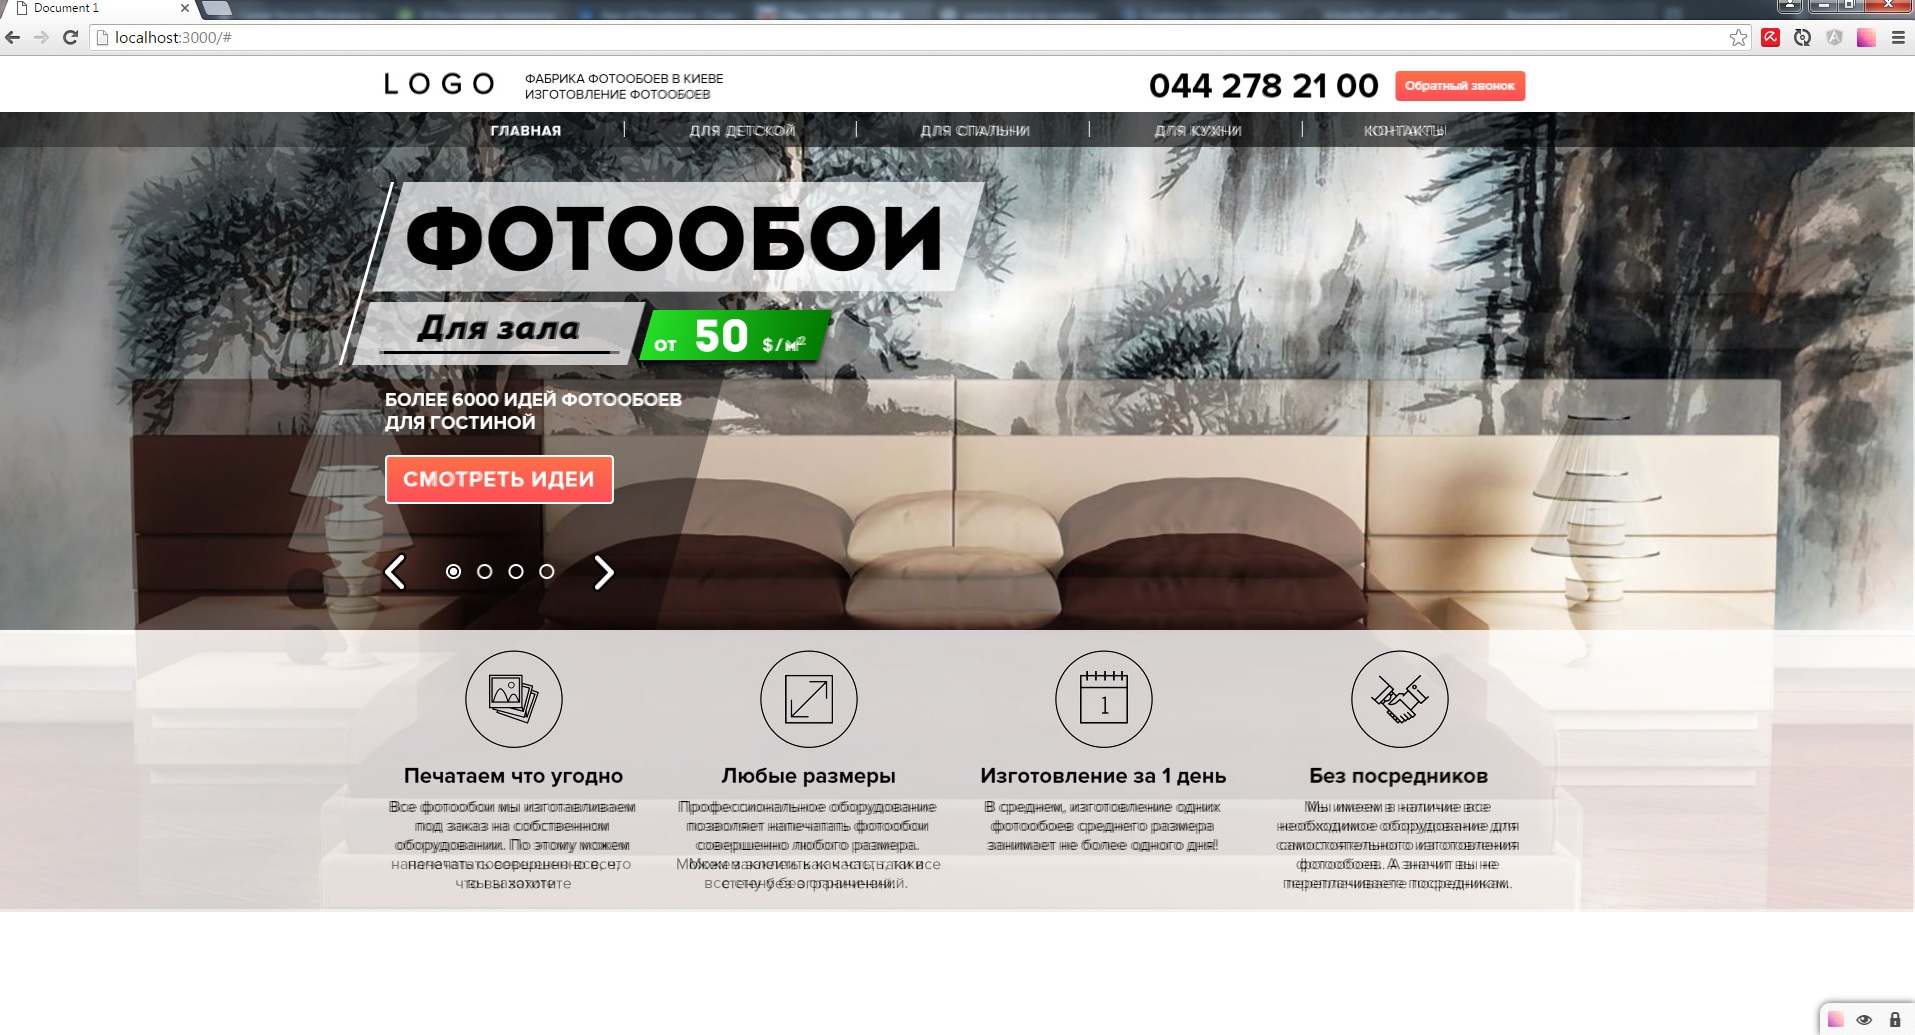 Document 1
localhost:3000/#
LOGO
ФАБРИКА ФОТООБОЕВ В КИЕВЕ
ИЗГОТОВЛЕНИЕ ФОТООБОЕВ
044 278 21 00
Обратный звонок
ГЛАВНАЯ
ДЛЯ ДЕТСКОЙ
ДЛЯ СПАЛЬНИ
ДЛЯ КУХНИ
КОНТАКТЫ
ФОТООБОИ
Для зала
от 50 $/м²
БОЛЕЕ 6000 ИДЕЙ ФОТООБОЕВ
ДЛЯ ГОСТИНОЙ
СМОТРЕТЬ ИДЕИ
1
Печатаем что угодно
Все фотообои мы изготавливаем
под заказ на собственном
оборудовании. По этому можем
напечатать совершенно все, что
вы захотите
Любые размеры
Профессиональное оборудование
позволяет напечатать фотообои
совершенно любого размера.
Можем заклеить как часть, так и
все стену без ограничений.
Изготовление за 1 день
В среднем, изготовление одних
фотообоев среднего размера
занимает не более одного дня!
Без посредников
Мы имеем в наличие все
необходимое оборудование для
самостоятельного изготовления
фотообоев. А значит вы не
переплачиваете посредникам.